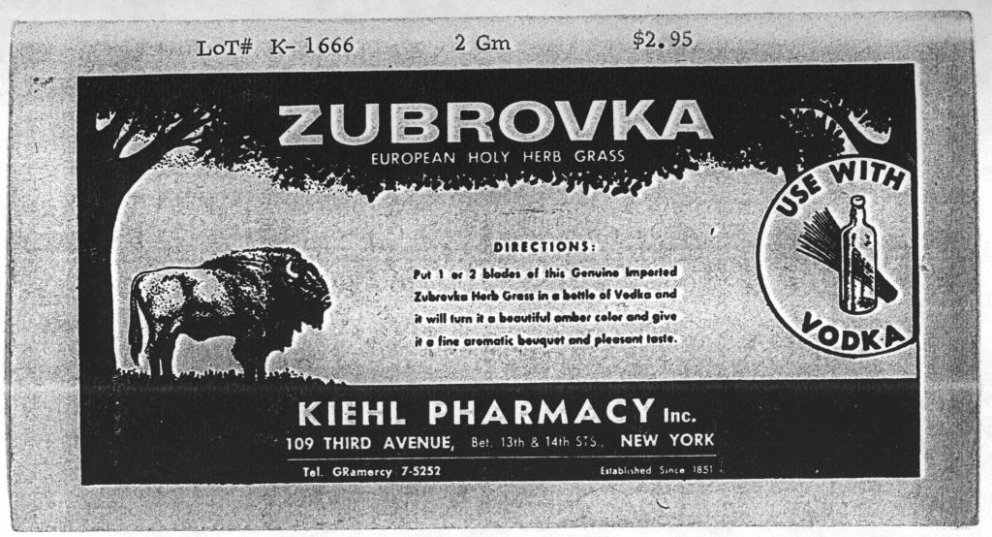 LoT# K-1666 2 Gm $2.95
ZUBROVKA
EUROPEAN HOLY HERB GRASS
USE WITH
VODKA
DIRECTIONS:
Put 1 or 2 blades of this Genuine Imported
Zubrovka Herb Grass in a bottle of Vodka and
it will turn it a beautiful amber color and give
it a fine aromatic bouquet and pleasant taste.
KIEHL PHARMACY Inc.
109 THIRD AVENUE, Bet. 13th & 14th STS., NEW YORK
Tel. GRamercy 7-5252 Established Since 1851